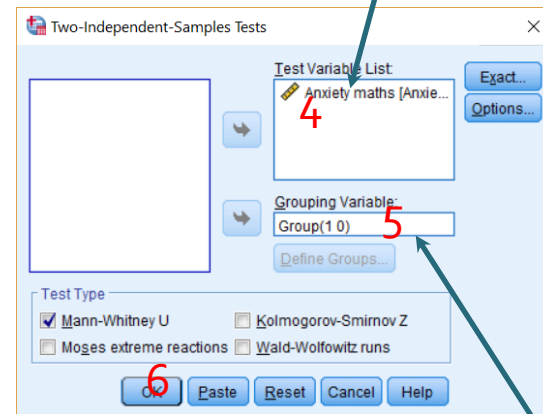 Two-Independent-Samples Tests
Test Variable List:
Anxiety maths [Anxie...
4
Exact...
Options...
Grouping Variable:
Group(1 0)
5
Define Groups...
Test Type
Mann-Whitney U
Kolmogorov-Smirnov Z
Moses extreme reactions
Wald-Wolfowitz runs
6
OK
Paste
Reset
Cancel
Help